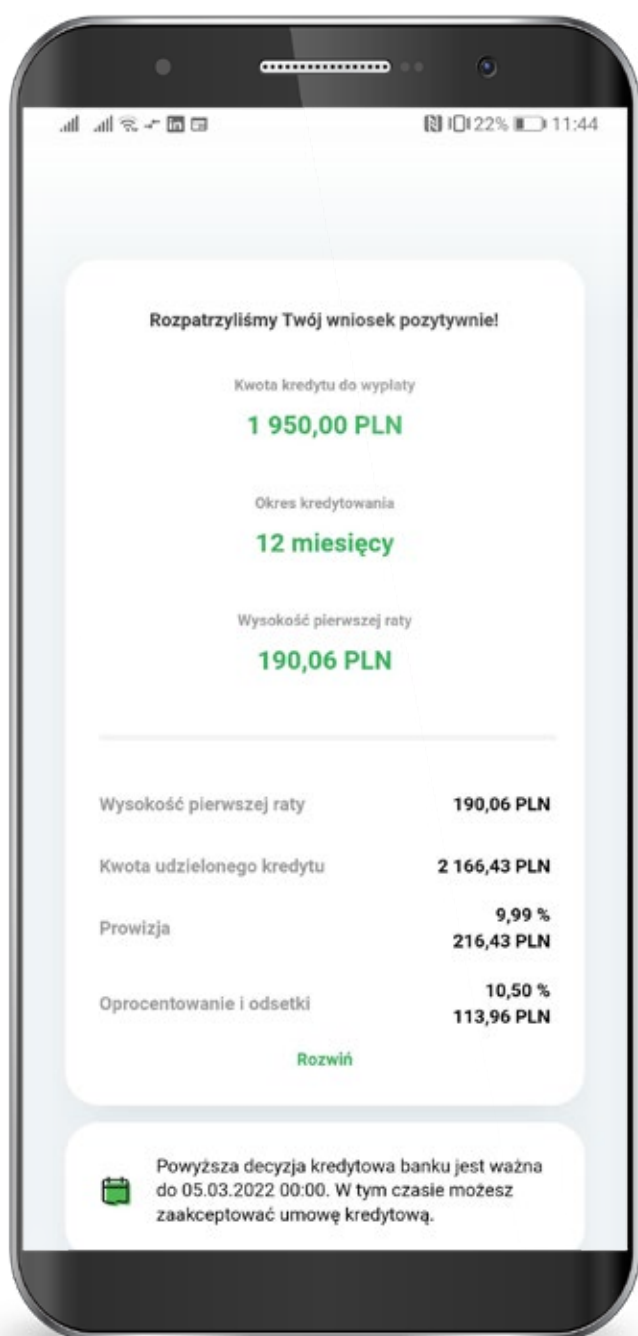 22% 11:44
Rozpatrzyliśmy Twój wniosek pozytywnie!
Kwota kredytu do wypłaty
1 950,00 PLN
Okres kredytowania
12 miesięcy
Wysokość pierwszej raty
190,06 PLN
Wysokość pierwszej raty 190,06 PLN
Kwota udzielonego kredytu 2 166,43 PLN
Prowizja 9,99 %
216,43 PLN
Oprocentowanie i odsetki 10,50 %
113,96 PLN
Rozwiń
Powyższa decyzja kredytowa banku jest ważna
do 05.03.2022 00:00. W tym czasie możesz
zaakceptować umowę kredytową.